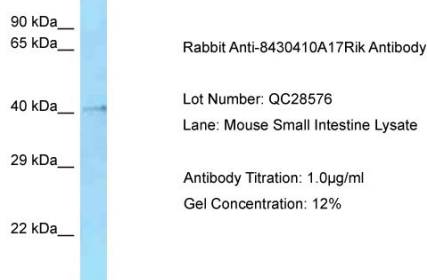 90 kDa__
65 kDa__
Rabbit Anti-8430410A17Rik Antibody
Lot Number: QC28576
40 kDa__
Lane: Mouse Small Intestine Lysate
29 kDa__
Antibody Titration: 1.0µg/ml
Gel Concentration: 12%
22 kDa__